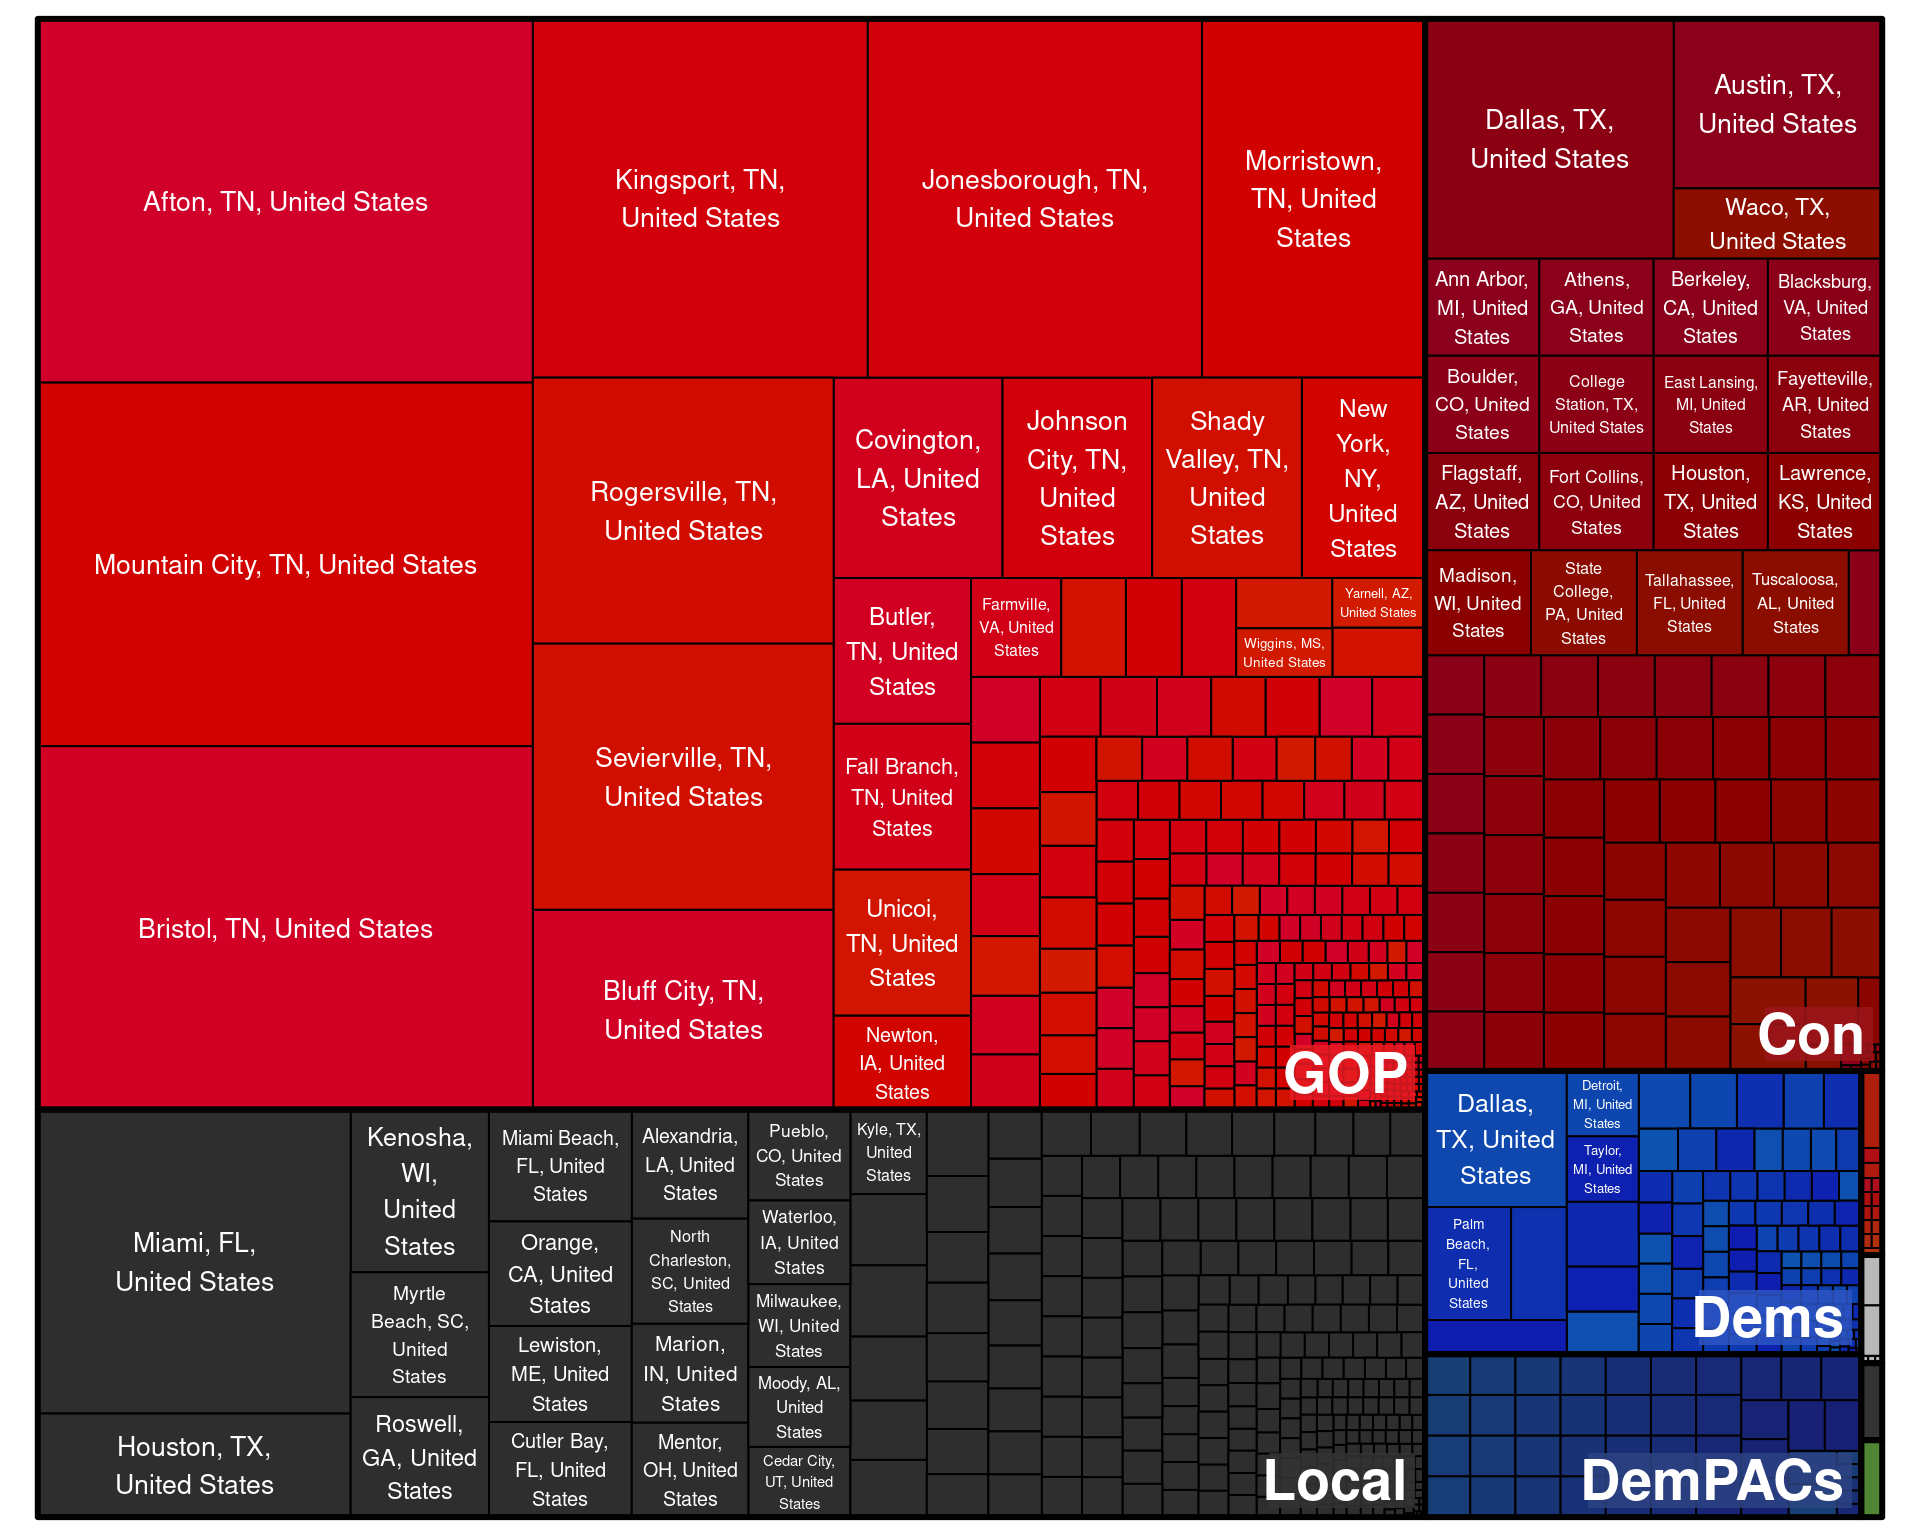 Afton, TN, United States
Mountain City, TN, United States
Bristol, TN, United States
Kingsport, TN,
United States
Jonesborough, TN,
United States
Morristown,
TN, United
States
Rogersville, TN,
United States
Sevierville, TN,
United States
Bluff City, TN,
United States
Covington,
LA, United
States
Johnson
City, TN,
United
States
Shady
Valley, TN,
United
States
New
York,
NY,
United
States
Butler,
TN, United
States
Fall Branch,
TN, United
States
Unicoi,
TN, United
States
Newton,
IA, United
States
Farmville,
VA, United
States
Wiggins, MS,
United States
Yarnell, AZ,
United States
GOP
Dallas, TX,
United States
Austin, TX,
United States
Waco, TX,
United States
Ann Arbor,
MI, United
States
Athens,
GA, United
States
Berkeley,
CA, United
States
Blacksburg,
VA, United
States
Boulder,
CO, United
States
College
Station, TX,
United States
East Lansing,
MI, United
States
Fayetteville,
AR, United
States
Flagstaff,
AZ, United
States
Fort Collins,
CO, United
States
Houston,
TX, United
States
Lawrence,
KS, United
States
Madison,
WI, United
States
State
College,
PA, United
States
Tallahassee,
FL, United
States
Tuscaloosa,
AL, United
States
Con
Miami, FL,
United States
Houston, TX,
United States
Kenosha,
WI,
United
States
Myrtle
Beach, SC,
United
States
Roswell,
GA, United
States
Miami Beach,
FL, United
States
Orange,
CA, United
States
Lewiston,
ME, United
States
Cutler Bay,
FL, United
States
Alexandria,
LA, United
States
North
Charleston,
SC, United
States
Marion,
IN, United
States
Mentor,
OH, United
States
Pueblo,
CO, United
States
Waterloo,
IA, United
States
Milwaukee,
WI, United
States
Moody, AL,
United
States
Cedar City,
UT, United
States
Kyle, TX,
United
States
Local
Dallas,
TX, United
States
Detroit,
MI, United
States
Taylor,
MI, United
States
Palm
Beach,
FL,
United
States
Dems
DemPACs